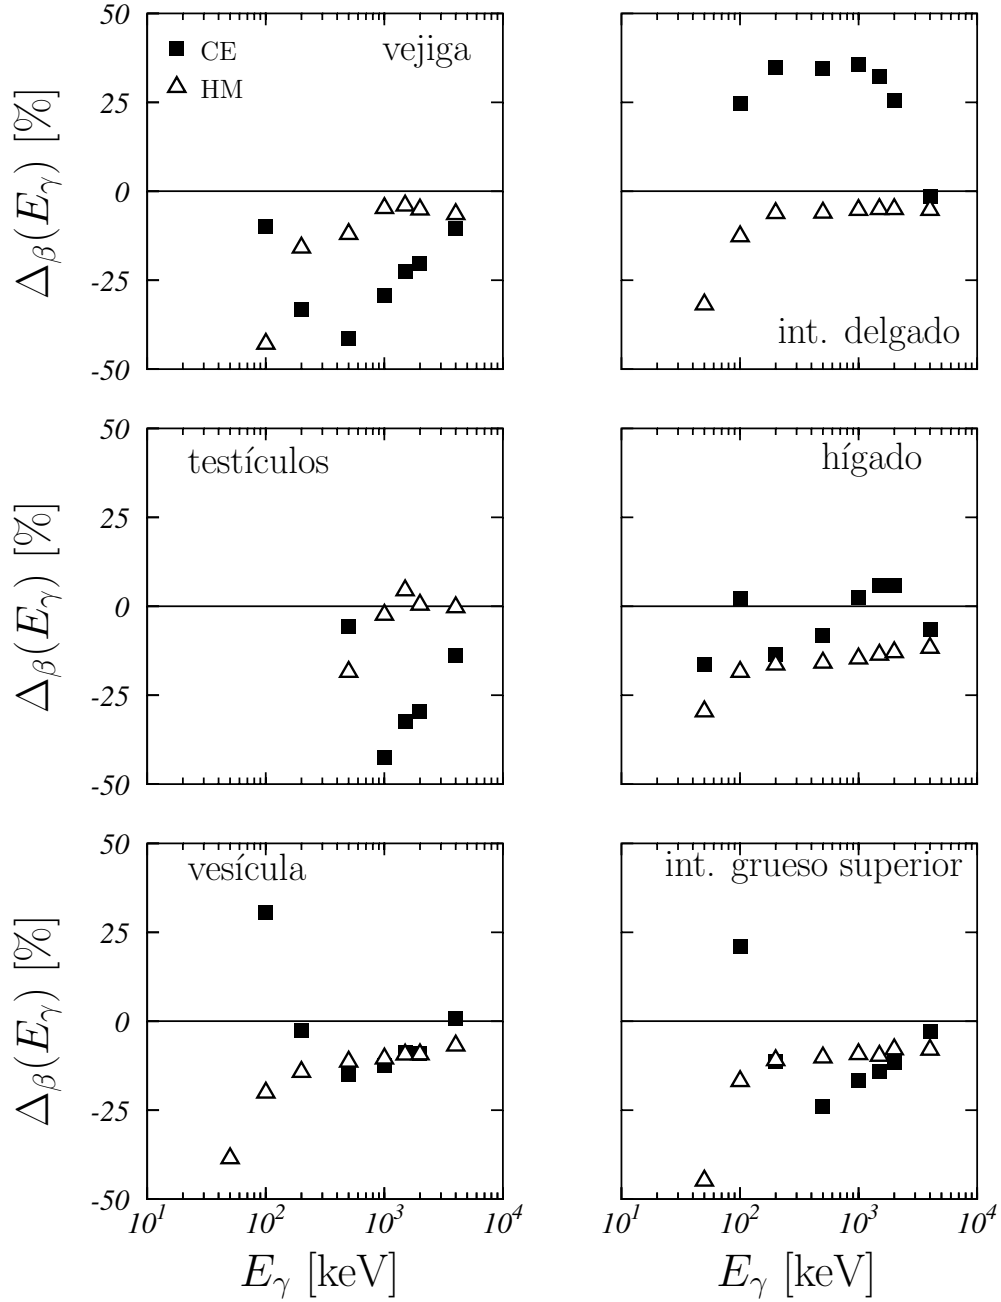 50
25
0
-25
-50
Δβ(Eγ) [%]
CE
HM
vejiga
int. delgado
50
25
0
-25
-50
Δβ(Eγ) [%]
testículos
hígado
50
25
0
-25
-50
Δβ(Eγ) [%]
vesícula
int. grueso superior
10¹ 10² 10³ 10⁴
10¹ 10² 10³ 10⁴
Eγ [keV]
Eγ [keV]